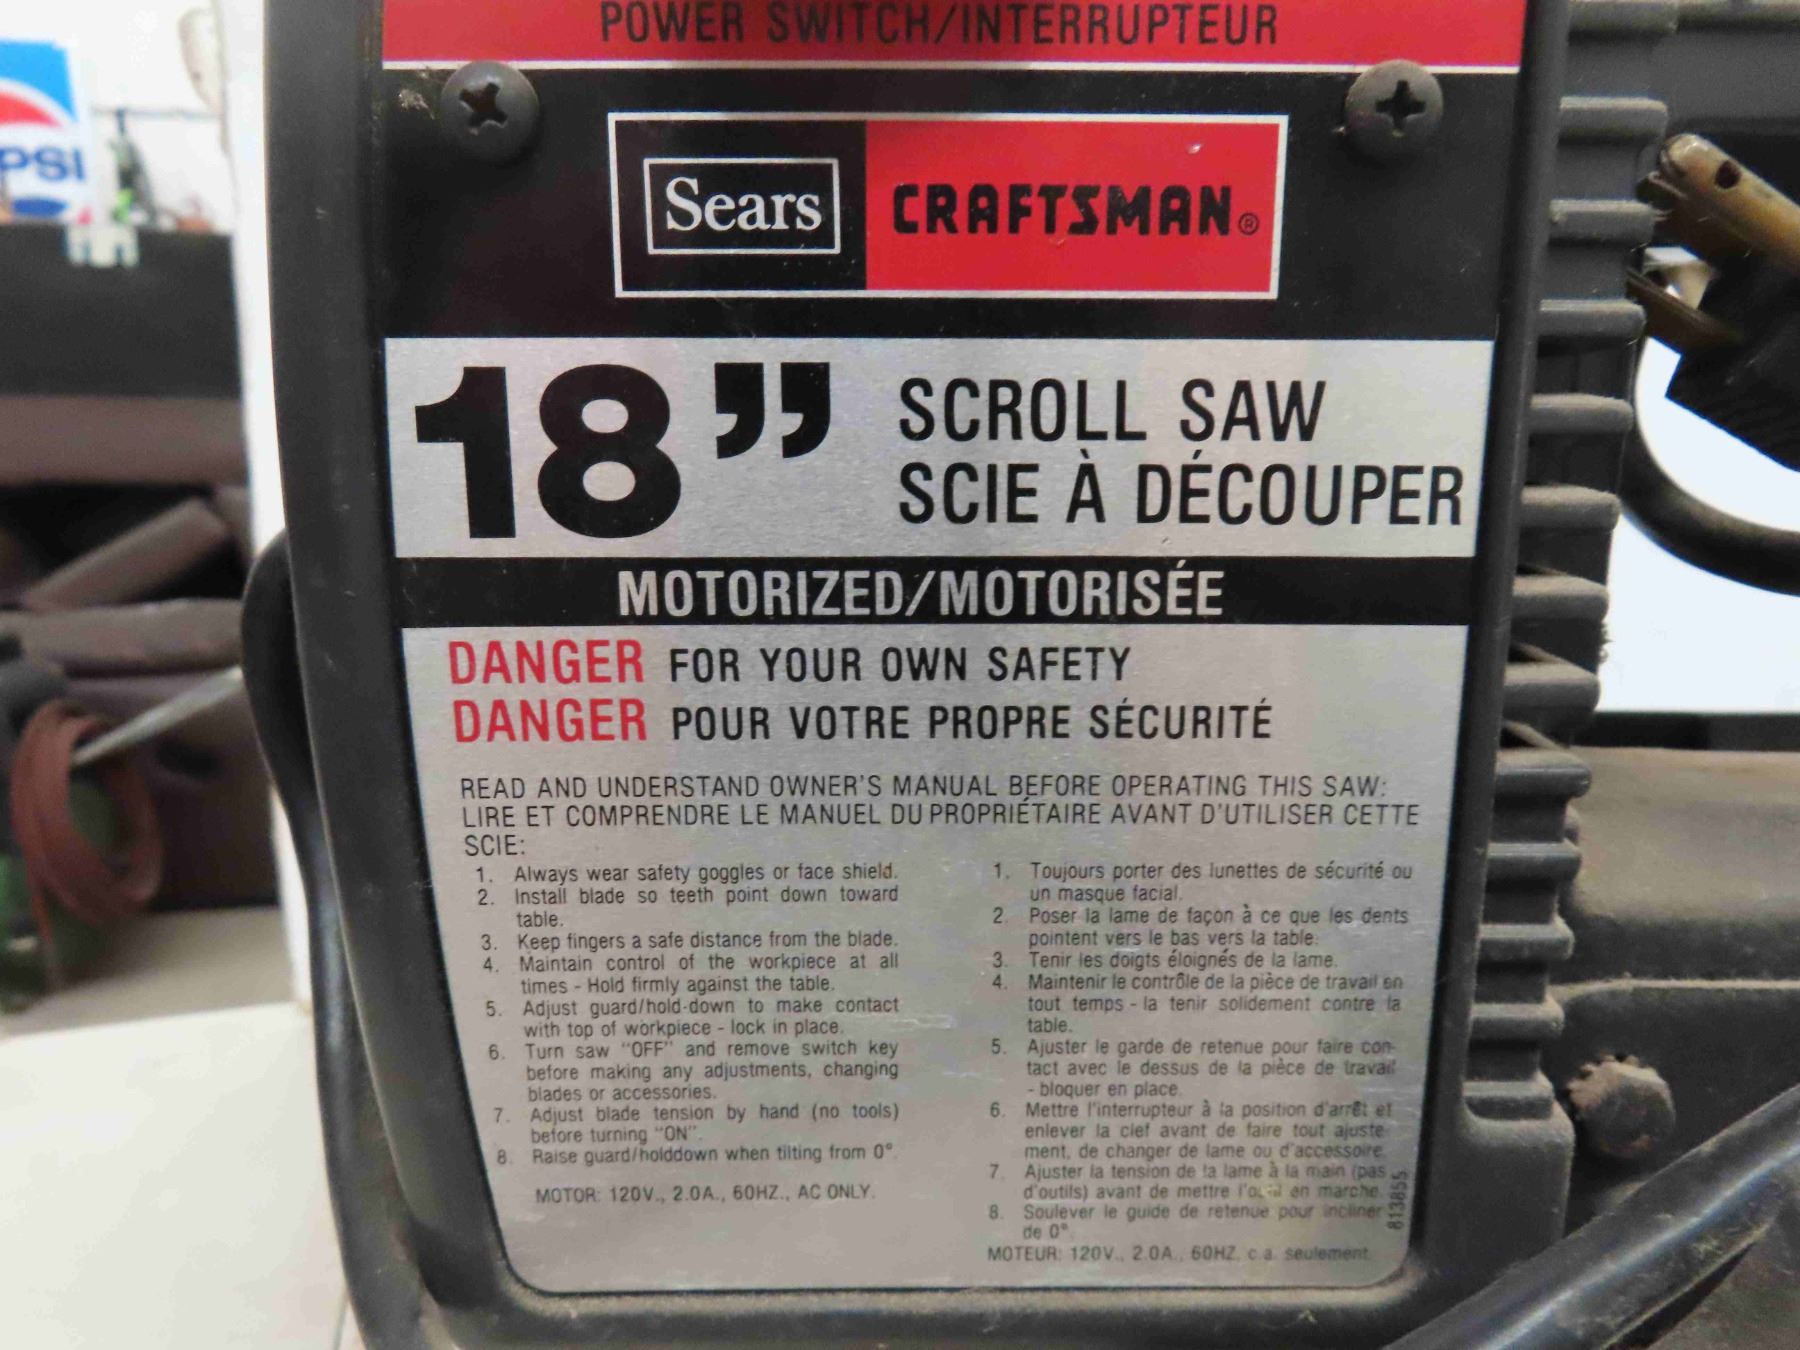 POWER SWITCH/INTERRUPTEUR
PSI
Sears CRAFTSMAN®
18" SCROLL SAW
SCIE À DÉCOUPER
MOTORIZED/MOTORISÉE
DANGER FOR YOUR OWN SAFETY
DANGER POUR VOTRE PROPRE SÉCURITÉ
READ AND UNDERSTAND OWNER'S MANUAL BEFORE OPERATING THIS SAW:
LIRE ET COMPRENDRE LE MANUEL DU PROPRIÉTAIRE AVANT D'UTILISER CETTE
SCIE:
1. Always wear safety goggles or face shield.
2. Install blade so teeth point down toward
table.
3. Keep fingers a safe distance from the blade.
4. Maintain control of the workpiece at all
times - Hold firmly against the table.
5. Adjust guard/hold-down to make contact
with top of workpiece - lock in place.
6. Turn saw "OFF" and remove switch key
before making any adjustments, changing
blades or accessories.
7. Adjust blade tension by hand (no tools)
before turning "ON".
8. Raise guard/holddown when tilting from 0°.
MOTOR: 120V., 2.0A., 60HZ., AC ONLY.
1. Toujours porter des lunettes de sécurité ou
un masque facial.
2. Poser la lame de façon à ce que les dents
pointent vers le bas vers la table.
3. Tenir les doigts éloignés de la lame.
4. Maintenir le contrôle de la pièce de travail en
tout temps - la tenir solidement contre la
table.
5. Ajuster le garde de retenue pour faire con-
tact avec le dessus de la pièce de travail
- bloquer en place.
6. Mettre l'interrupteur à la position d'arrêt et
enlever la clef avant de faire tout ajuste-
ment, de changer de lame ou d'accessoire.
7. Ajuster la tension de la lame à la main (pas
d'outils) avant de mettre l'outil en marche.
8. Soulever le guide de retenue pour incliner
de 0°.
MOTEUR: 120V., 2.0A., 60HZ. c.a. seulement.
813855